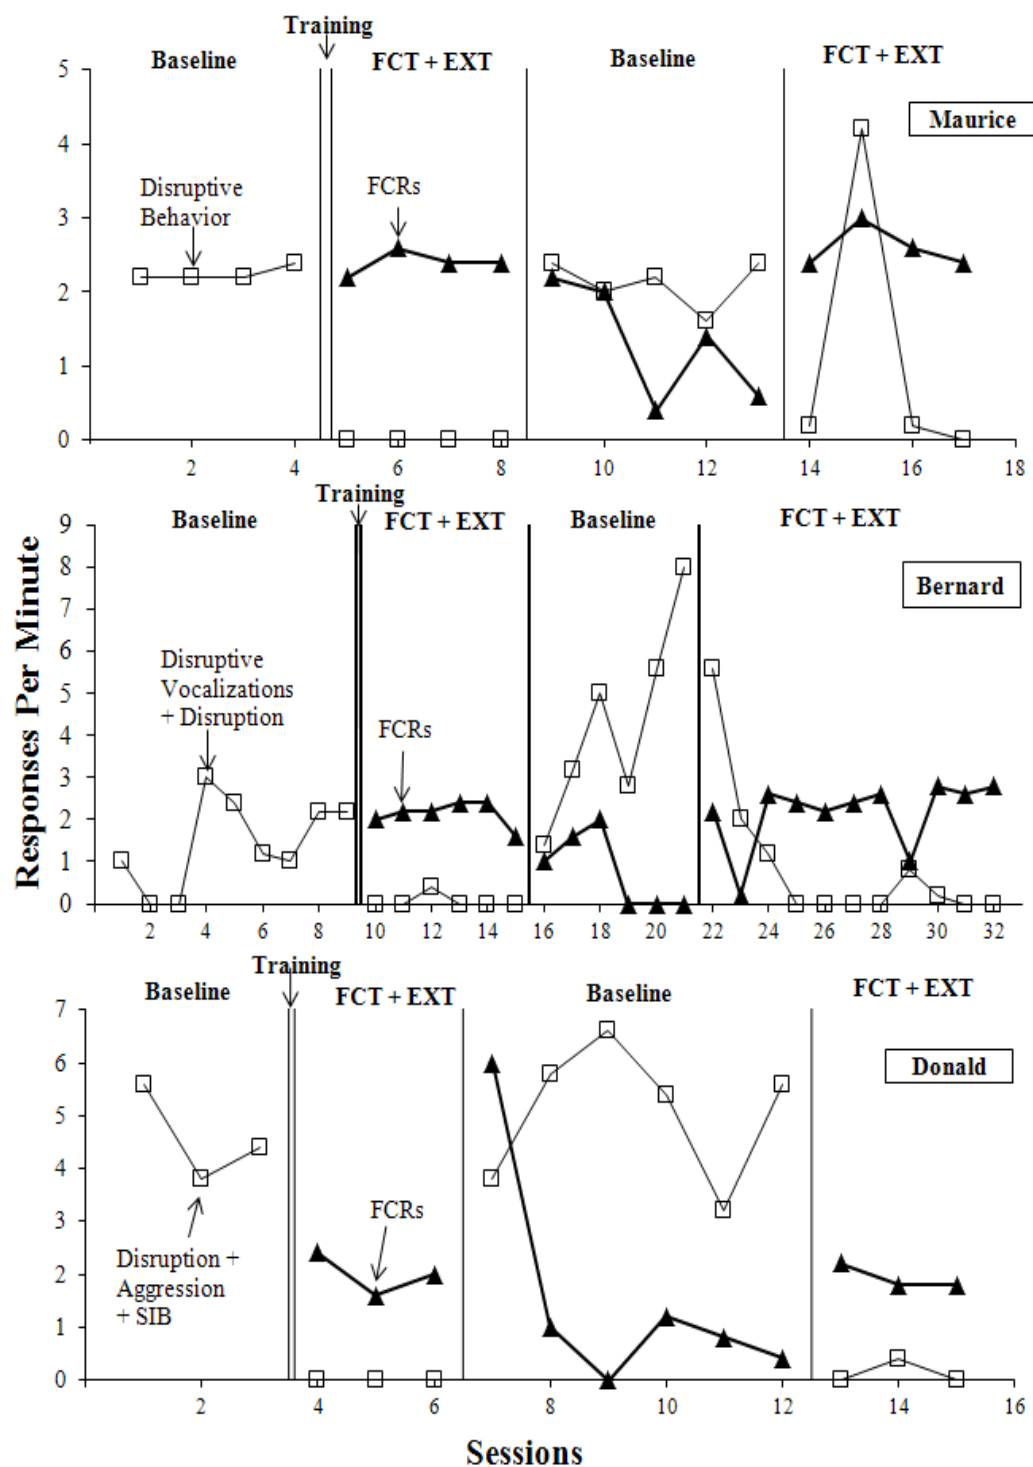 Training
Baseline
FCT + EXT
Baseline
FCT + EXT
5
4
3
2
1
0
Maurice
Disruptive
Behavior
FCRs
2
4
6
8
10
12
14
16
18
Training
Baseline
FCT + EXT
Baseline
FCT + EXT
9
8
7
6
5
4
3
2
1
0
Bernard
Disruptive
Vocalizations
+ Disruption
FCRs
2
4
6
8
10
12
14
16
18
20
22
24
26
28
30
32
Responses Per Minute
Training
Baseline
FCT + EXT
Baseline
FCT + EXT
7
6
5
4
3
2
1
0
Donald
FCRs
Disruption +
Aggression
+ SIB
2
4
6
8
10
12
14
16
Sessions